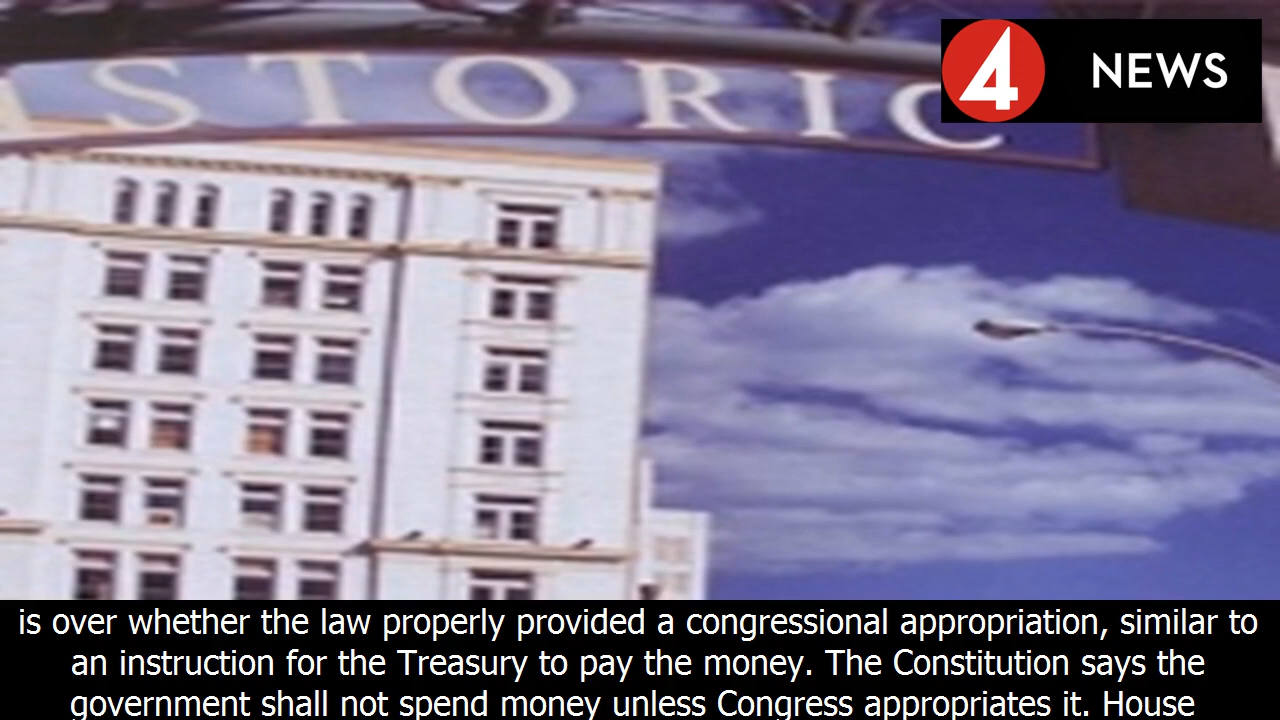 ISTORIC
4 NEWS
is over whether the law properly provided a congressional appropriation, similar to
an instruction for the Treasury to pay the money. The Constitution says the
government shall not spend money unless Congress appropriates it. House